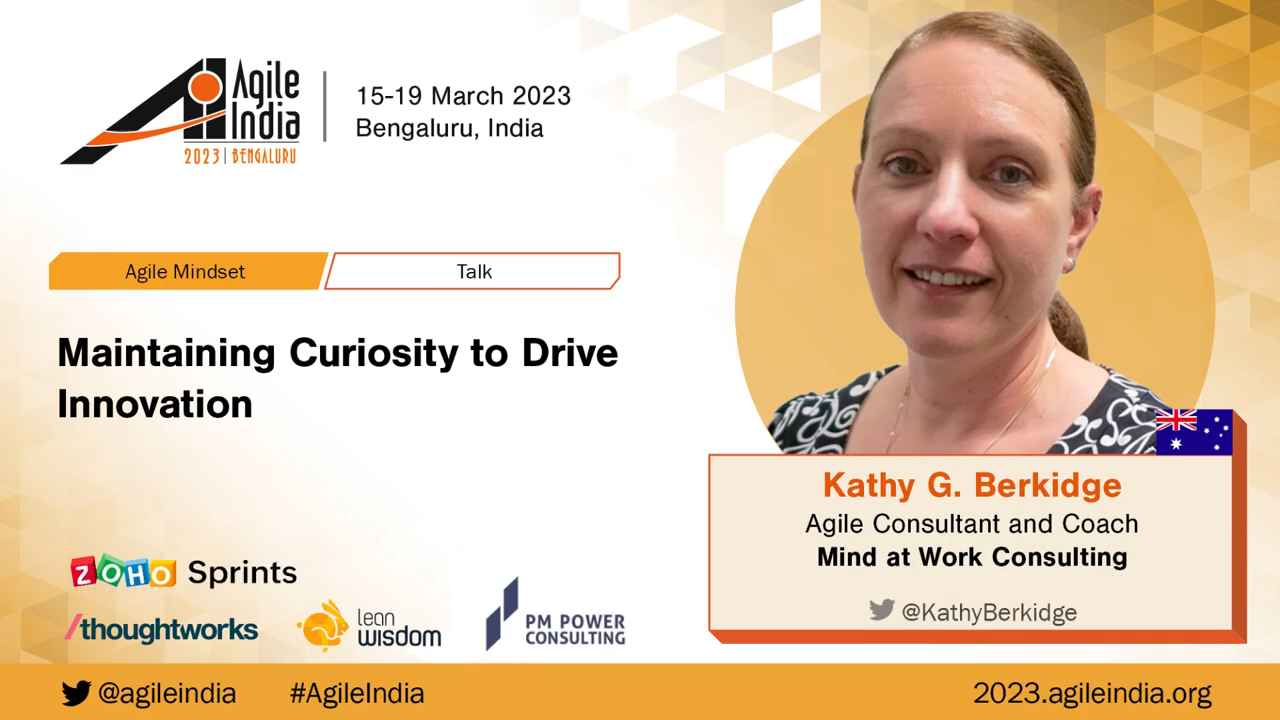 Agile
India
2023 | BENGALURU
15-19 March 2023
Bengaluru, India
Agile Mindset
Talk
Maintaining Curiosity to Drive
Innovation
Kathy G. Berkidge
Agile Consultant and Coach
Mind at Work Consulting
@KathyBerkidge
ZOHO Sprints
/thoughtworks
lean
wisdom
PM POWER
CONSULTING
@agileindia
#AgileIndia
2023.agileindia.org